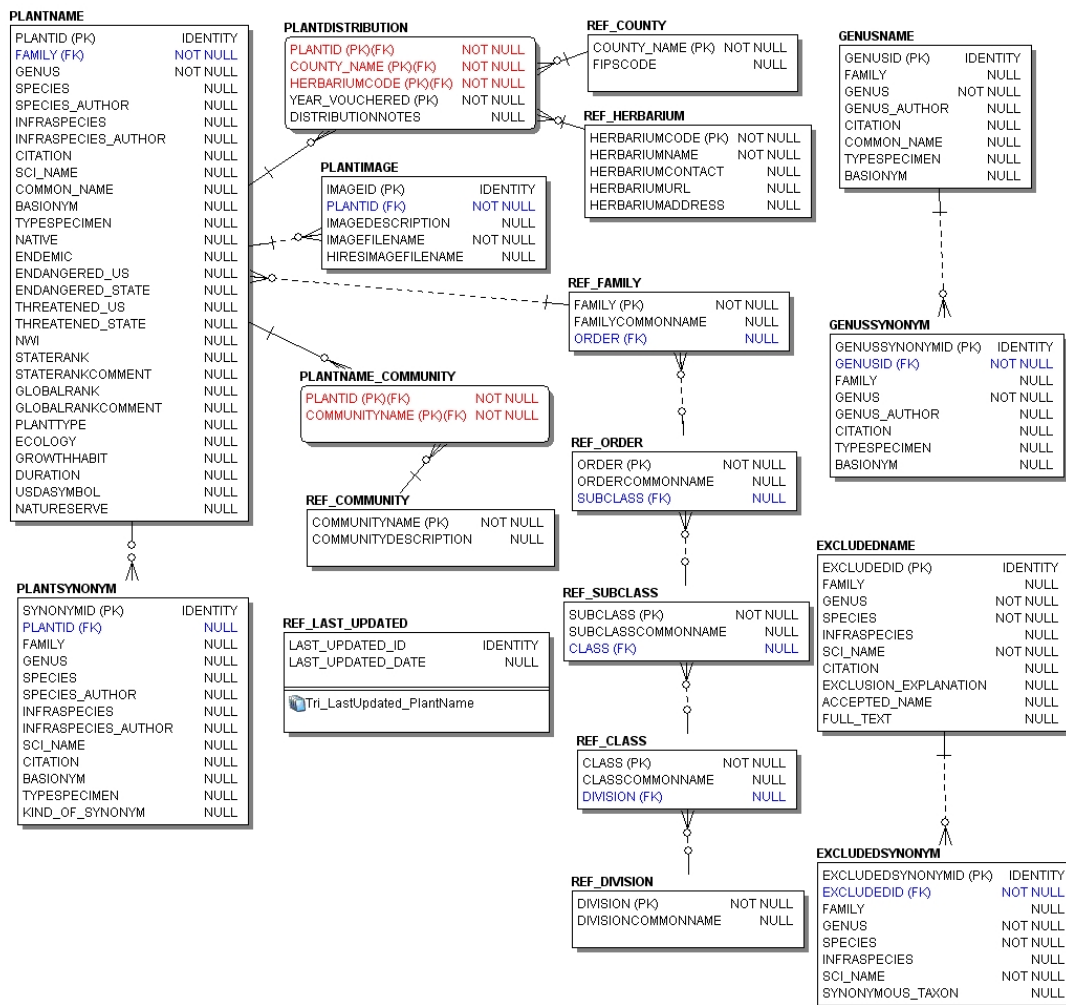 PLANTNAME
PLANTID (PK) IDENTITY
FAMILY (FK) NOT NULL
GENUS NOT NULL
SPECIES NULL
SPECIES_AUTHOR NULL
INFRASPECIES NULL
INFRASPECIES_AUTHOR NULL
CITATION NULL
SCI_NAME NULL
COMMON_NAME NULL
BASIONYM NULL
TYPESPECIMEN NULL
NATIVE NULL
ENDEMIC NULL
ENDANGERED_US NULL
ENDANGERED_STATE NULL
THREATENED_US NULL
THREATENED_STATE NULL
NWI NULL
STATERANK NULL
STATERANKCOMMENT NULL
GLOBALRANK NULL
GLOBALRANKCOMMENT NULL
PLANTTYPE NULL
ECOLOGY NULL
GROWTHHABIT NULL
DURATION NULL
USDASYMBOL NULL
NATURESERVE NULL
PLANTSYNONYM
SYNONYMID (PK) IDENTITY
PLANTID (FK) NULL
FAMILY NULL
GENUS NULL
SPECIES NULL
SPECIES_AUTHOR NULL
INFRASPECIES NULL
INFRASPECIES_AUTHOR NULL
SCI_NAME NULL
CITATION NULL
BASIONYM NULL
TYPESPECIMEN NULL
KIND_OF_SYNONYM NULL
PLANTDISTRIBUTION
PLANTID (PK)(FK) NOT NULL
COUNTY_NAME (PK)(FK) NOT NULL
HERBARIUMCODE (PK)(FK) NOT NULL
YEAR_VOUCHERED (PK) NOT NULL
DISTRIBUTIONNOTES NULL
PLANTIMAGE
IMAGEID (PK) IDENTITY
PLANTID (FK) NOT NULL
IMAGEDESCRIPTION NULL
IMAGEFILENAME NOT NULL
HIRESIMAGEFILENAME NULL
PLANTNAME_COMMUNITY
PLANTID (PK)(FK) NOT NULL
COMMUNITYNAME (PK)(FK) NOT NULL
REF_COMMUNITY
COMMUNITYNAME (PK) NOT NULL
COMMUNITYDESCRIPTION NULL
REF_LAST_UPDATED
LAST_UPDATED_ID IDENTITY
LAST_UPDATED_DATE NULL
Tri_LastUpdated_PlantName
REF_COUNTY
COUNTY_NAME (PK) NOT NULL
FIPSCODE NULL
REF_HERBARIUM
HERBARIUMCODE (PK) NOT NULL
HERBARIUMNAME NOT NULL
HERBARIUMCONTACT NULL
HERBARIUMURL NULL
HERBARIUMADDRESS NULL
REF_FAMILY
FAMILY (PK) NOT NULL
FAMILYCOMMONNAME NULL
ORDER (FK) NULL
REF_ORDER
ORDER (PK) NOT NULL
ORDERCOMMONNAME NULL
SUBCLASS (FK) NULL
REF_SUBCLASS
SUBCLASS (PK) NOT NULL
SUBCLASSCOMMONNAME NULL
CLASS (FK) NULL
REF_CLASS
CLASS (PK) NOT NULL
CLASSCOMMONNAME NULL
DIVISION (FK) NULL
REF_DIVISION
DIVISION (PK) NOT NULL
DIVISIONCOMMONNAME NULL
GENUSNAME
GENUSID (PK) IDENTITY
FAMILY NULL
GENUS NOT NULL
GENUS_AUTHOR NULL
CITATION NULL
COMMON_NAME NULL
TYPESPECIMEN NULL
BASIONYM NULL
GENUSSYNONYM
GENUSSYNONYMID (PK) IDENTITY
GENUSID (FK) NOT NULL
FAMILY NULL
GENUS NOT NULL
GENUS_AUTHOR NULL
CITATION NULL
TYPESPECIMEN NULL
BASIONYM NULL
EXCLUDEDNAME
EXCLUDEDID (PK) IDENTITY
FAMILY NULL
GENUS NOT NULL
SPECIES NOT NULL
INFRASPECIES NULL
SCI_NAME NOT NULL
CITATION NULL
EXCLUSION_EXPLANATION NULL
ACCEPTED_NAME NULL
FULL_TEXT NULL
EXCLUDEDSYNONYM
EXCLUDEDSYNONYMID (PK) IDENTITY
EXCLUDEDID (FK) NOT NULL
FAMILY NULL
GENUS NOT NULL
SPECIES NOT NULL
INFRASPECIES NULL
SCI_NAME NOT NULL
SYNONYMOUS_TAXON NULL